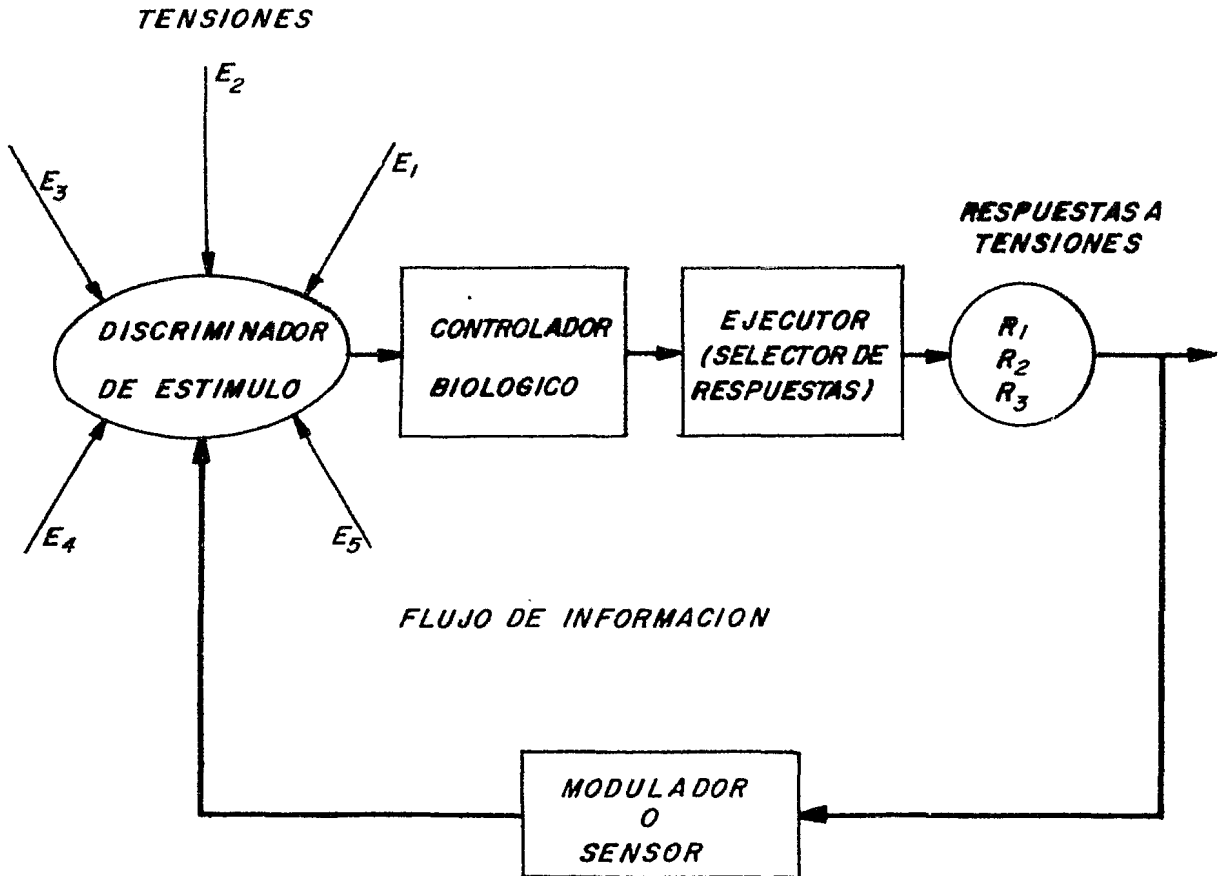 TENSIONES
E2
E3
E1
RESPUESTAS A
TENSIONES
DISCRIMINADOR
DE ESTIMULO
CONTROLADOR
BIOLOGICO
EJECUTOR
(SELECTOR DE
RESPUESTAS)
R1
R2
R3
E4
E5
FLUJO DE INFORMACION
MODULADOR
O
SENSOR